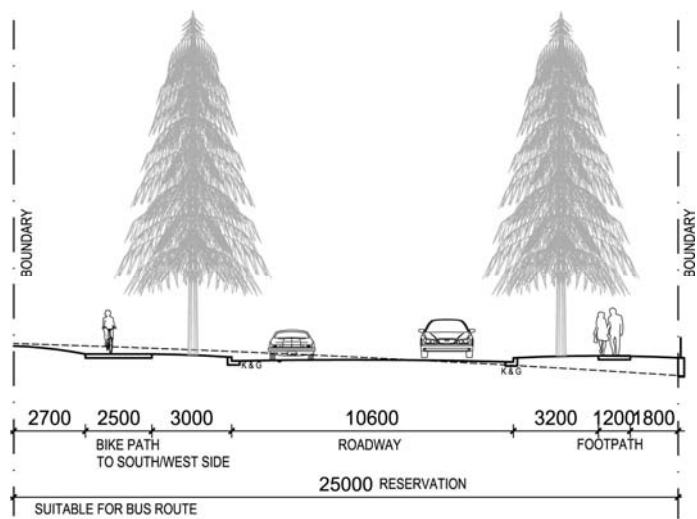 BOUNDARY
BOUNDARY
K & G
K & G
2700 2500 3000 10600 3200 1200 1800
BIKE PATH ROADWAY FOOTPATH
TO SOUTH/WEST SIDE
25000 RESERVATION
SUITABLE FOR BUS ROUTE